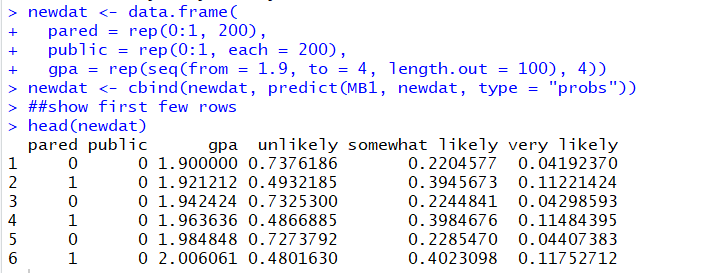 > newdat <- data.frame(
+   pared = rep(0:1, 200),
+   public = rep(0:1, each = 200),
+   gpa = rep(seq(from = 1.9, to = 4, length.out = 100), 4))
> newdat <- cbind(newdat, predict(MB1, newdat, type = "probs"))
> ##show first few rows
> head(newdat)
  pared public      gpa  unlikely somewhat likely very likely
1     0      0 1.900000 0.7376186       0.2204577  0.04192370
2     1      0 1.921212 0.4932185       0.3945673  0.11221424
3     0      0 1.942424 0.7325300       0.2244841  0.04298593
4     1      0 1.963636 0.4866885       0.3984676  0.11484395
5     0      0 1.984848 0.7273792       0.2285470  0.04407383
6     1      0 2.006061 0.4801630       0.4023098  0.11752712